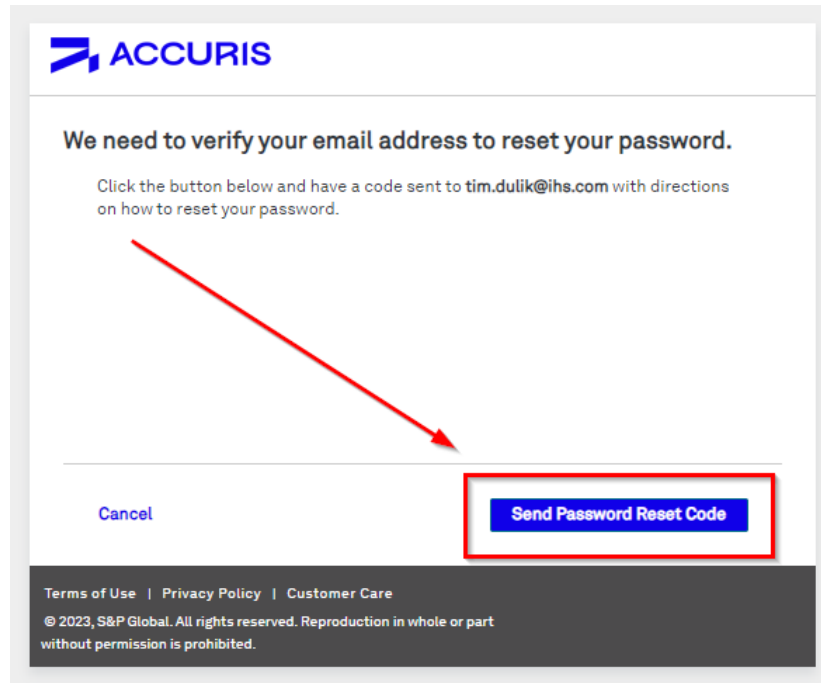 ACCURIS
We need to verify your email address to reset your password.
Click the button below and have a code sent to tim.dulik@ihs.com with directions
on how to reset your password.
Cancel
Send Password Reset Code
Terms of Use | Privacy Policy | Customer Care
© 2023, S&P Global. All rights reserved. Reproduction in whole or part
without permission is prohibited.